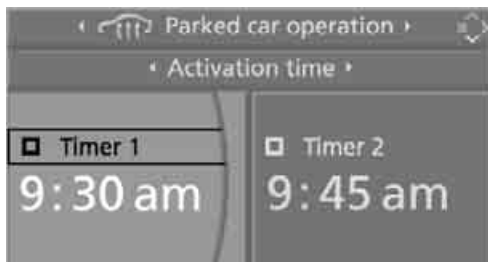 Parked car operation
Activation time
Timer 1
9:30 am
Timer 2
9:45 am